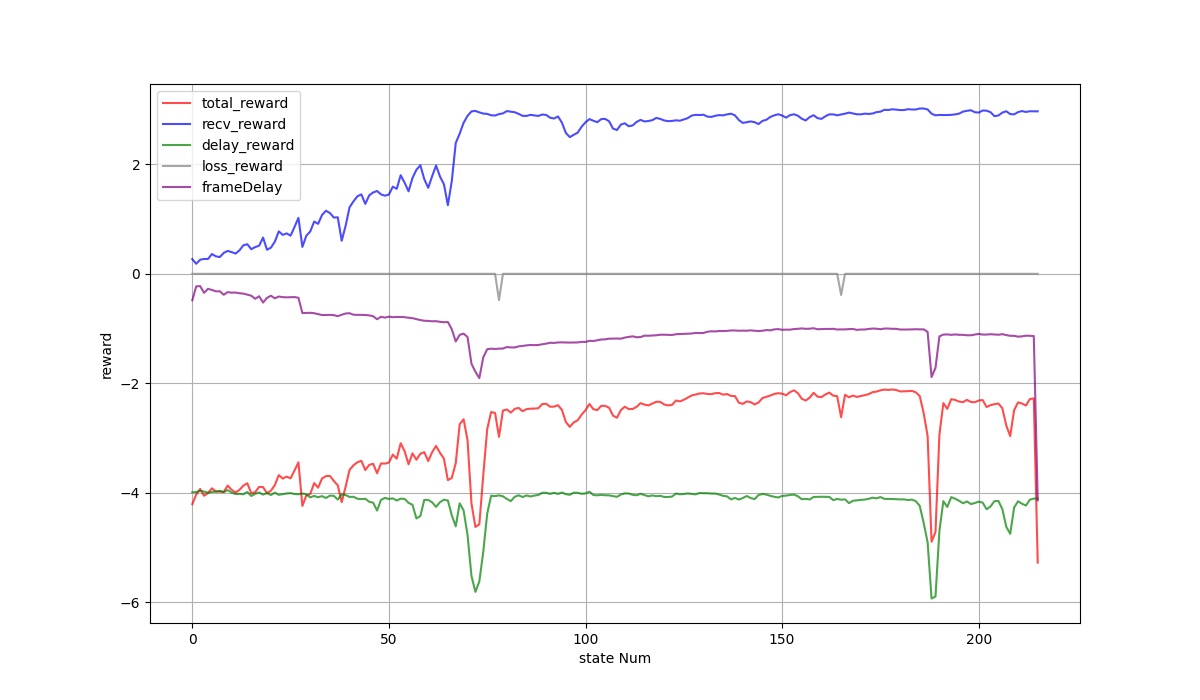 total_reward
recv_reward
delay_reward
loss_reward
frameDelay
2
0
−2
−4
−6
reward
0
50
100
150
200
state Num